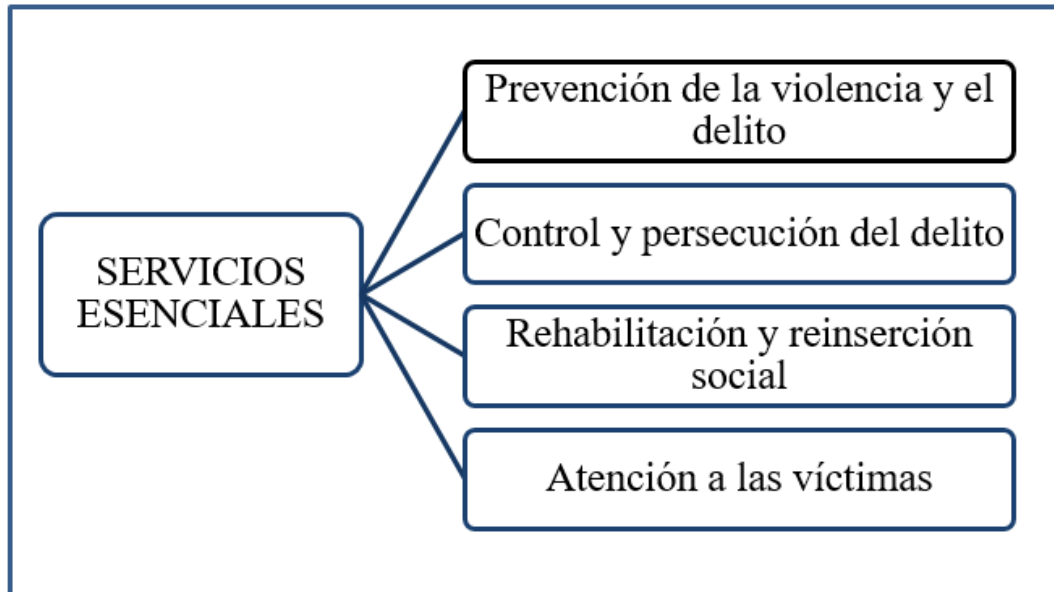 SERVICIOS
ESENCIALES
Prevención de la violencia y el
delito
Control y persecución del delito
Rehabilitación y reinserción
social
Atención a las víctimas